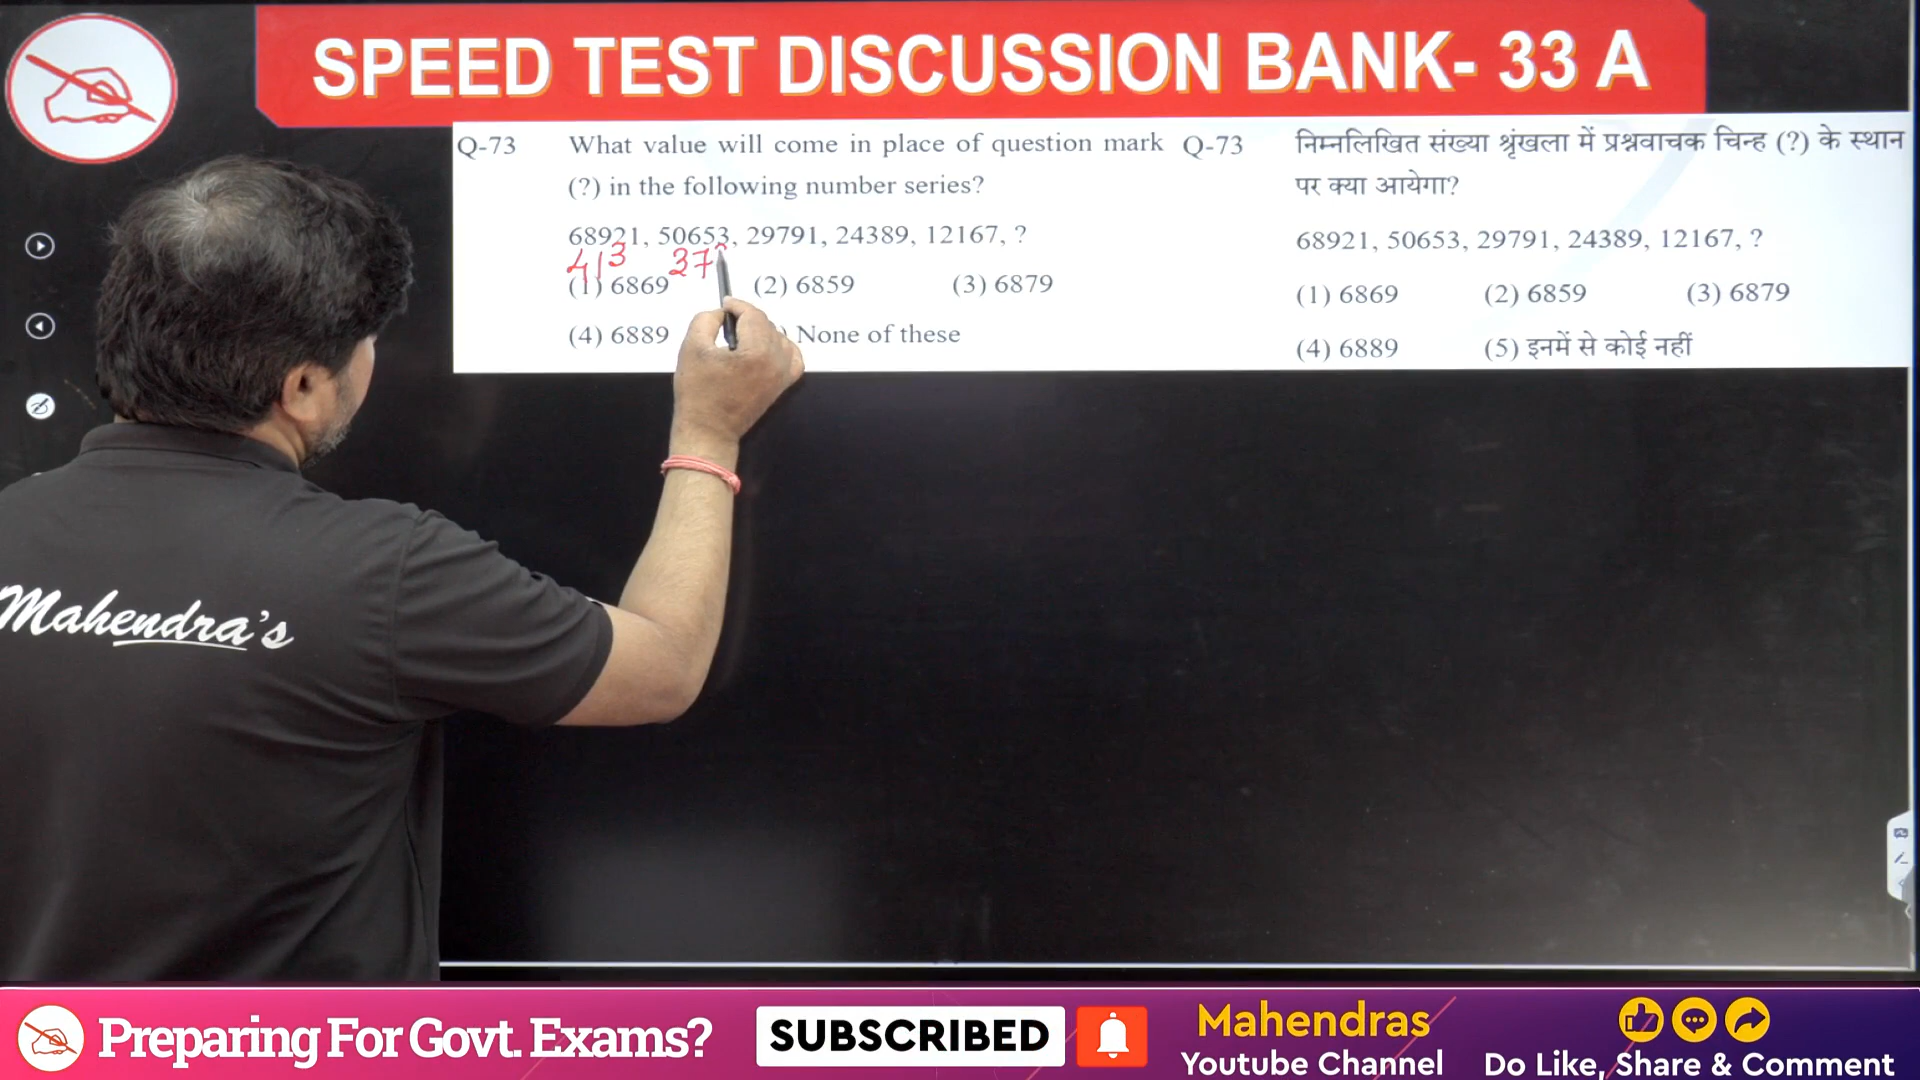 SPEED TEST DISCUSSION BANK- 33 A
Q-73 What value will come in place of question mark
(?) in the following number series?
68921, 50653, 29791, 24389, 12167, ?
41³ 37
(1) 6869 (2) 6859 (3) 6879
(4) 6889 ) None of these
Q-73 निम्नलिखित संख्या श्रृंखला में प्रश्नवाचक चिन्ह (?) के स्थान
पर क्या आयेगा?
68921, 50653, 29791, 24389, 12167, ?
(1) 6869 (2) 6859 (3) 6879
(4) 6889 (5) इनमें से कोई नहीं
Mahendra's
Preparing For Govt. Exams?
SUBSCRIBED
Mahendras
Youtube Channel
Do Like, Share & Comment